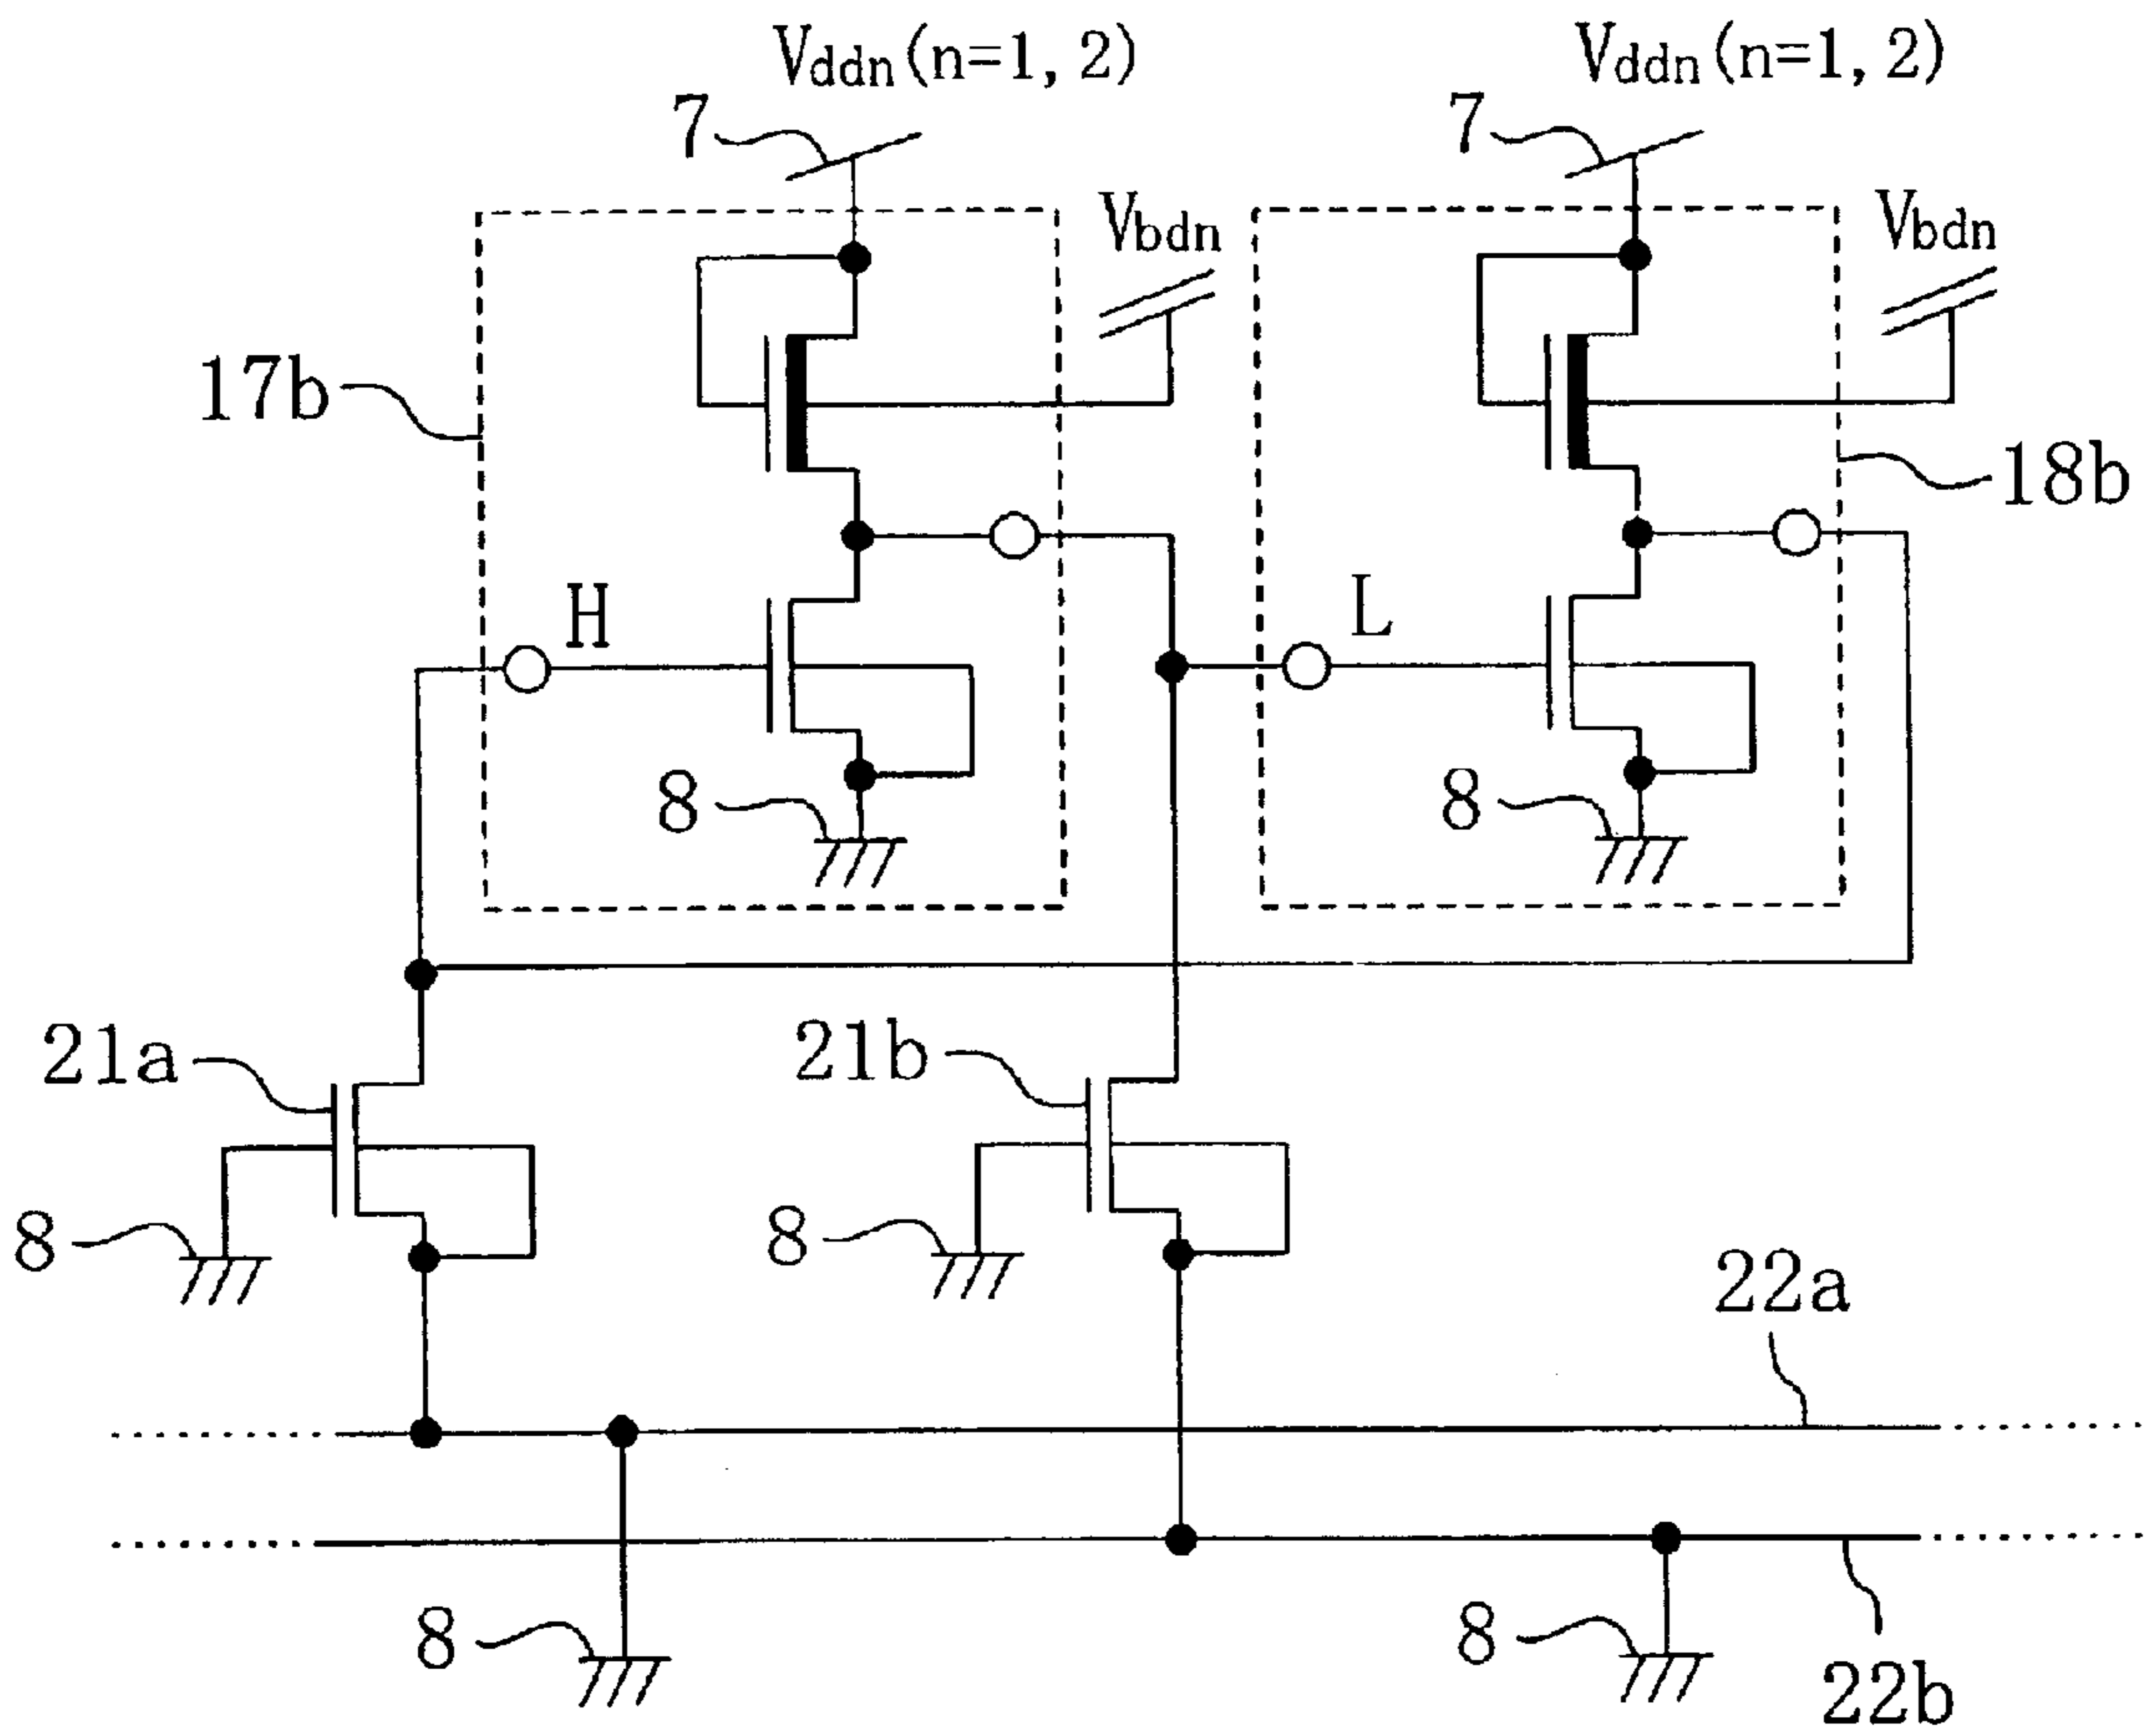 Vddn(n=1, 2)
Vddn(n=1, 2)
7
7
Vbdn
Vbdn
17b
18b
H
L
8
8
21a
21b
8
8
22a
8
8
22b